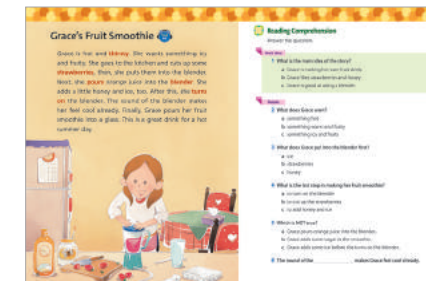 Grace's Fruit Smoothie
Grace is hot and thirsty. She wants something icy
and fruity. She goes to the kitchen and cuts up some
strawberries, then, she puts them into the blender.
Next, she pours orange juice into the blender. She
adds a little honey and ice, too. After this, she turns
on the blender. The sound of the blender makes
her feel cool already. Finally, Grace pours her fruit
smoothie into a glass. This is a great drink for a hot
summer day.
Reading Comprehension
Answer the question.
1 What is the main idea of the story?
a Grace is making her own fruit drink.
b Grace likes strawberries and honey.
c Grace is good at using a blender.
Details
2 What does Grace want?
a something hot
b something warm and fruity
c something icy and fruity
3 What does Grace put into the blender first?
a ice
b strawberries
c honey
4 What is the last step in making her fruit smoothie?
a to turn on the blender
b to cut up the strawberries
c to add honey and ice
5 Which is NOT true?
a Grace pours orange juice into the blender.
b Grace adds some sugar to the smoothie.
c Grace adds some ice before she turns on the blender.
6 The sound of the ________ makes Grace feel cool already.